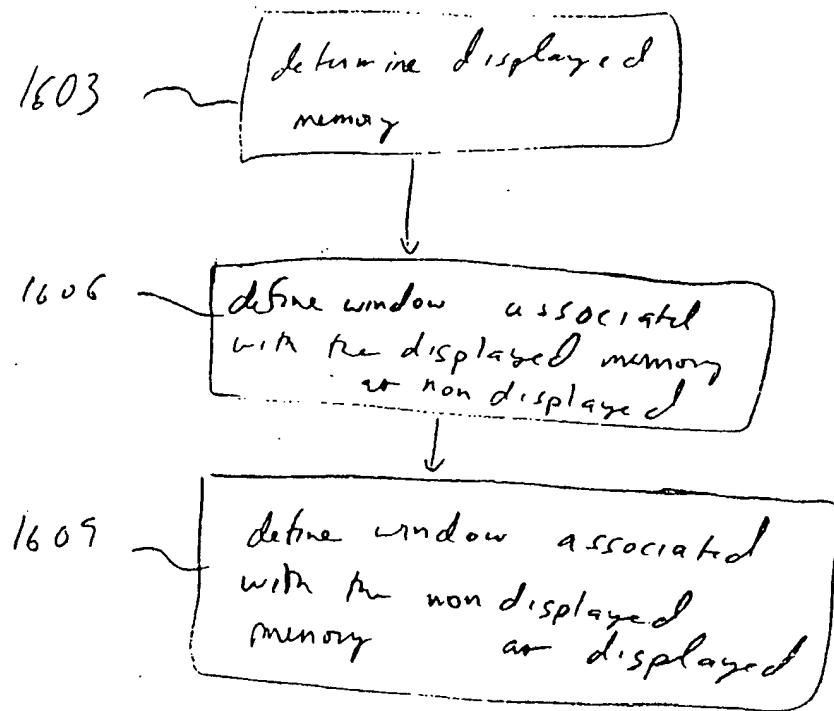 1603
determine displayed
memory
1606
define window associated
with the displayed memory
as non displayed
1609
define window associated
with the non displayed
memory as displayed